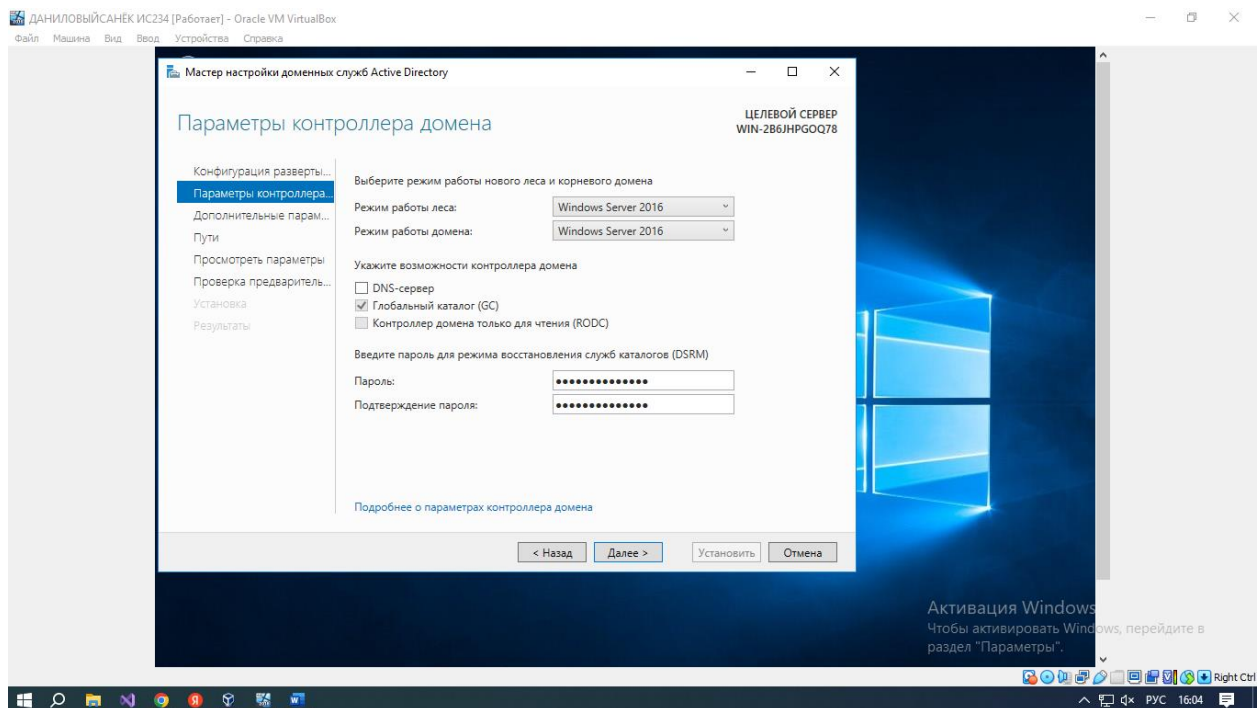 ДАНИЛОВЫЙСАНЁК ИС234 [Работает] - Oracle VM VirtualBox
Файл Машина Вид Ввод Устройства Справка
Мастер настройки доменных служб Active Directory
Параметры контроллера домена
ЦЕЛЕВОЙ СЕРВЕР
WIN-2B6JHPGOQ78
Конфигурация разверты...
Параметры контроллера...
Дополнительные парам...
Пути
Просмотреть параметры
Проверка предваритель...
Установка
Результаты
Выберите режим работы нового леса и корневого домена
Режим работы леса: Windows Server 2016
Режим работы домена: Windows Server 2016
Укажите возможности контроллера домена
DNS-сервер
Глобальный каталог (GC)
Контроллер домена только для чтения (RODC)
Введите пароль для режима восстановления служб каталогов (DSRM)
Пароль: ••••••••••••••
Подтверждение пароля: ••••••••••••••
Подробнее о параметрах контроллера домена
< Назад Далее > Установить Отмена
Активация Windows
Чтобы активировать Windows, перейдите в
раздел "Параметры".
Right Ctrl
РУС 16:04